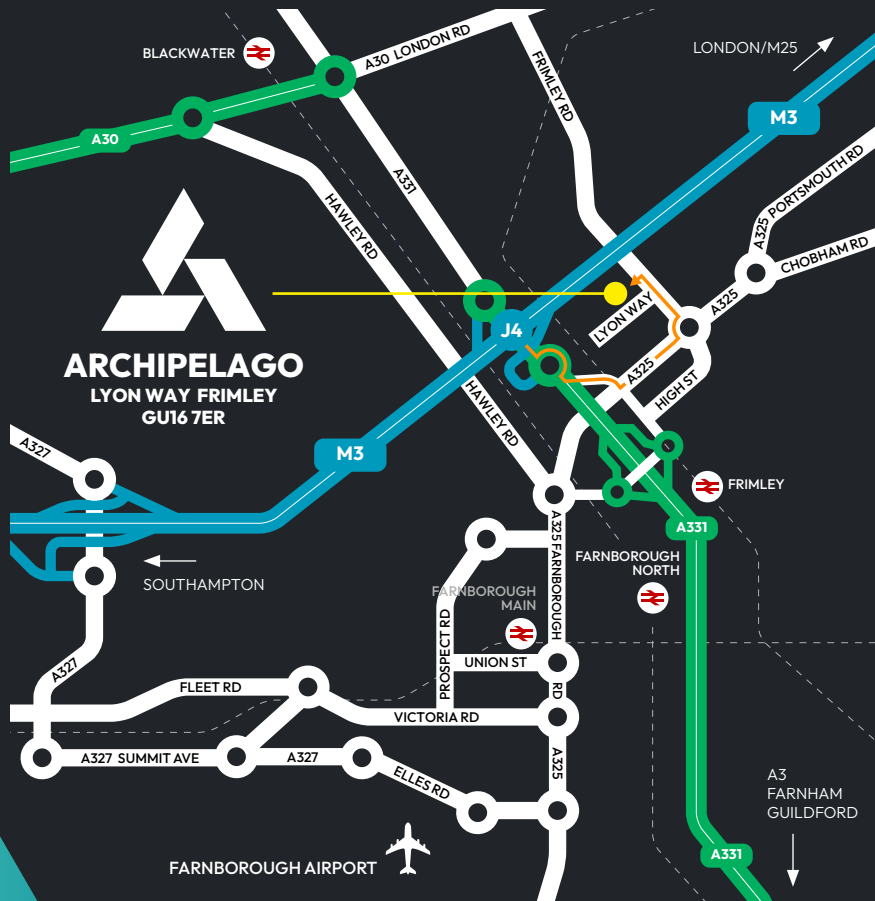 BLACKWATER
A30 LONDON RD
FRIMLEY RD
LONDON/M25
M3
A30
A331
HAWLEY RD
A325 PORTSMOUTH RD
CHOBHAM RD
A325
LYON WAY
J4
A325
HIGH ST
ARCHIPELAGO
LYON WAY FRIMLEY
GU16 7ER
HAWLEY RD
A327
M3
FRIMLEY
A331
A325 FARNBOROUGH RD
FARNBOROUGH
NORTH
SOUTHAMPTON
FARNBOROUGH
MAIN
PROSPECT RD
UNION ST
A327
FLEET RD
VICTORIA RD
A327 SUMMIT AVE
A327
A325
ELLES RD
A3
FARNHAM
GUILDFORD
A331
FARNBOROUGH AIRPORT